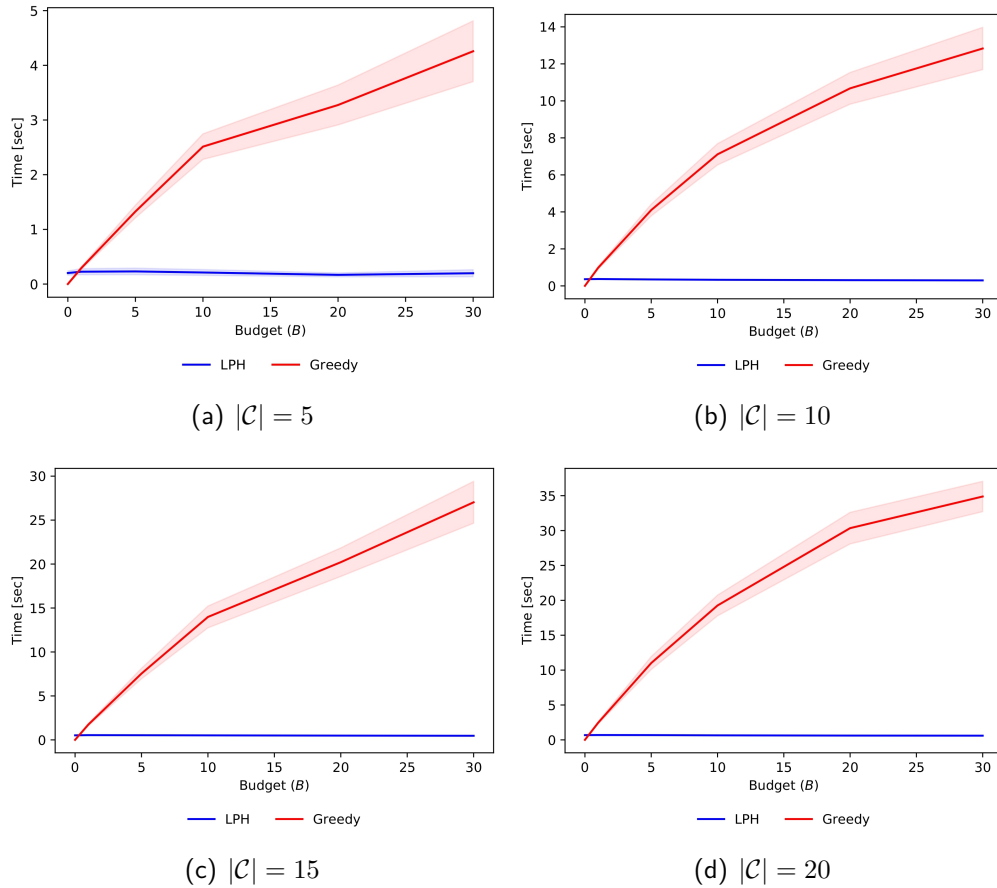 5
4
3
2
1
0
Time [sec]
0 5 10 15 20 25 30
Budget (B)
LPH Greedy
(a) |𝒞| = 5
14
12
10
8
6
4
2
0
Time [sec]
0 5 10 15 20 25 30
Budget (B)
LPH Greedy
(b) |𝒞| = 10
30
25
20
15
10
5
0
Time [sec]
0 5 10 15 20 25 30
Budget (B)
LPH Greedy
(c) |𝒞| = 15
35
30
25
20
15
10
5
0
Time [sec]
0 5 10 15 20 25 30
Budget (B)
LPH Greedy
(d) |𝒞| = 20